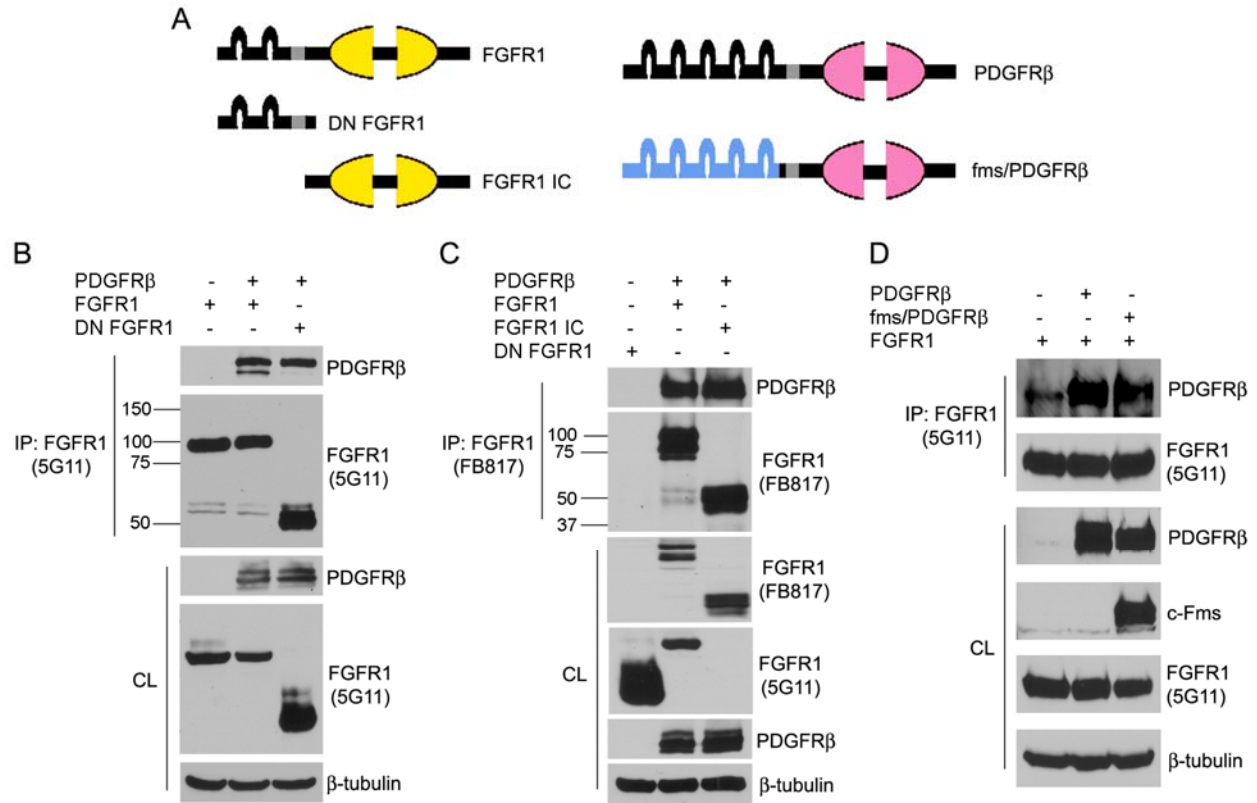 A
FGFR1
DN FGFR1
FGFR1 IC
PDGFRβ
fms/PDGFRβ
B
PDGFRβ - + +
FGFR1 + + -
DN FGFR1 - - +
IP: FGFR1
(5G11)
PDGFRβ
150
100
75
50
FGFR1
(5G11)
CL
PDGFRβ
FGFR1
(5G11)
β-tubulin
C
PDGFRβ - + +
FGFR1 - + -
FGFR1 IC - - +
DN FGFR1 + - -
IP: FGFR1
(FB817)
PDGFRβ
100
75
50
37
FGFR1
(FB817)
CL
FGFR1
(FB817)
FGFR1
(5G11)
PDGFRβ
β-tubulin
D
PDGFRβ - + -
fms/PDGFRβ - - +
FGFR1 + + +
IP: FGFR1
(5G11)
PDGFRβ
FGFR1
(5G11)
CL
PDGFRβ
c-Fms
FGFR1
(5G11)
β-tubulin